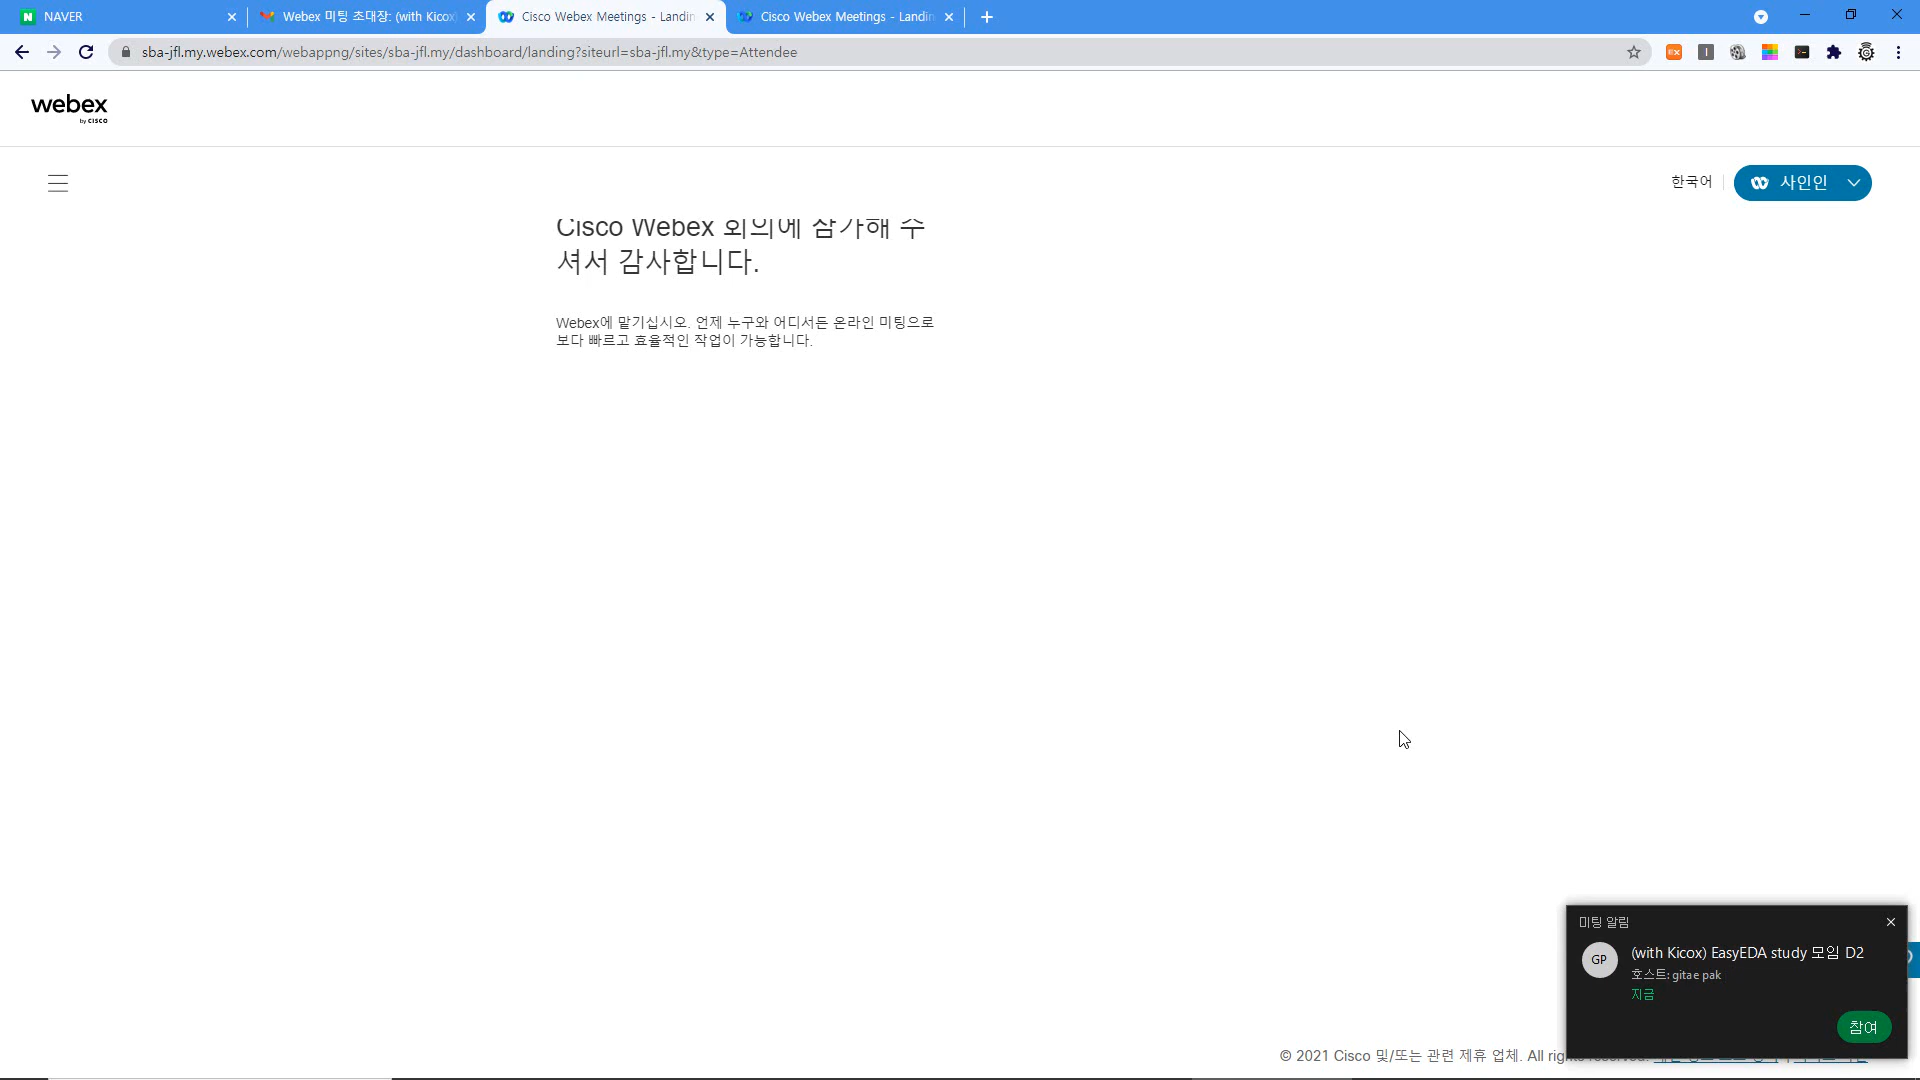 NAVER
Webex 미팅 초대장: (with Kicox)
Cisco Webex Meetings - Landin
Cisco Webex Meetings - Landin
sba-jfl.my.webex.com/webappng/sites/sba-jfl.my/dashboard/landing?siteurl=sba-jfl.my&type=Attendee
webex
by CISCO
한국어
사인인
Cisco Webex 회의에 참가해 주
셔서 감사합니다.
Webex에 맡기십시오. 언제 누구와 어디서든 온라인 미팅으로
보다 빠르고 효율적인 작업이 가능합니다.
미팅 알림
GP
(with Kicox) EasyEDA study 모임 D2
호스트: gitae pak
지금
참여
© 2021 Cisco 및/또는 관련 제휴 업체. All rights reserved.